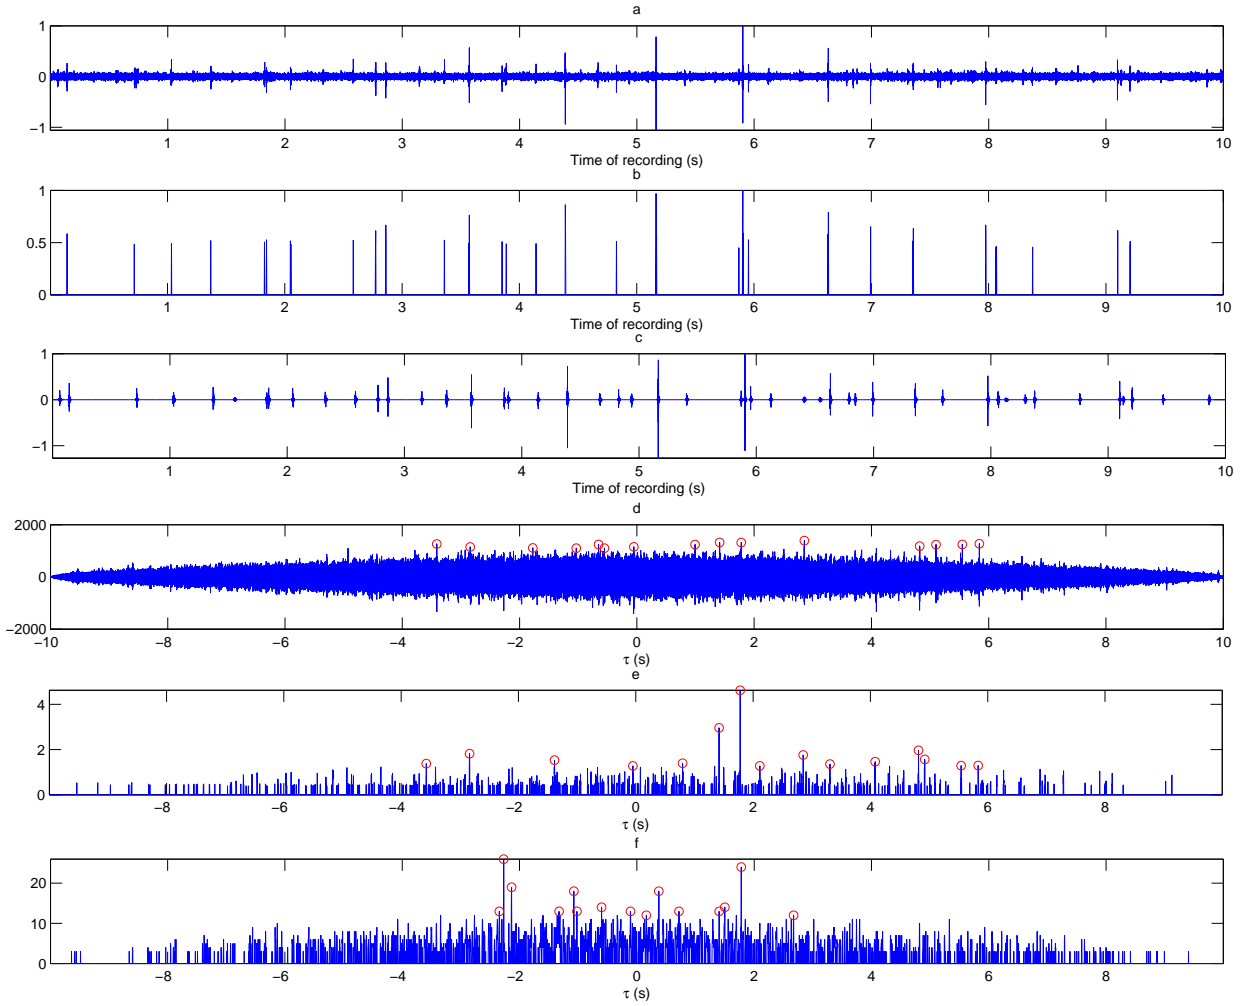 a
1
0
−1
1 2 3 4 5 6 7 8 9 10
Time of recording (s)
b
1
0.5
0
1 2 3 4 5 6 7 8 9 10
Time of recording (s)
c
1
0
−1
1 2 3 4 5 6 7 8 9 10
Time of recording (s)
d
2000
0
−2000
−10 −8 −6 −4 −2 0 2 4 6 8 10
τ (s)
e
4
2
0
−8 −6 −4 −2 0 2 4 6 8
τ (s)
f
20
10
0
−8 −6 −4 −2 0 2 4 6 8
τ (s)